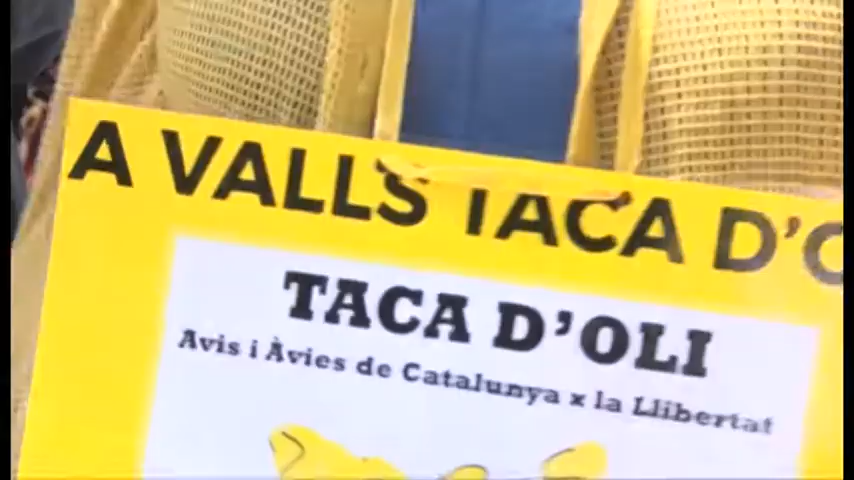 A VALLS TACA D'O
TACA D'OLI
Avis i Àvies de Catalunya x la Llibertat